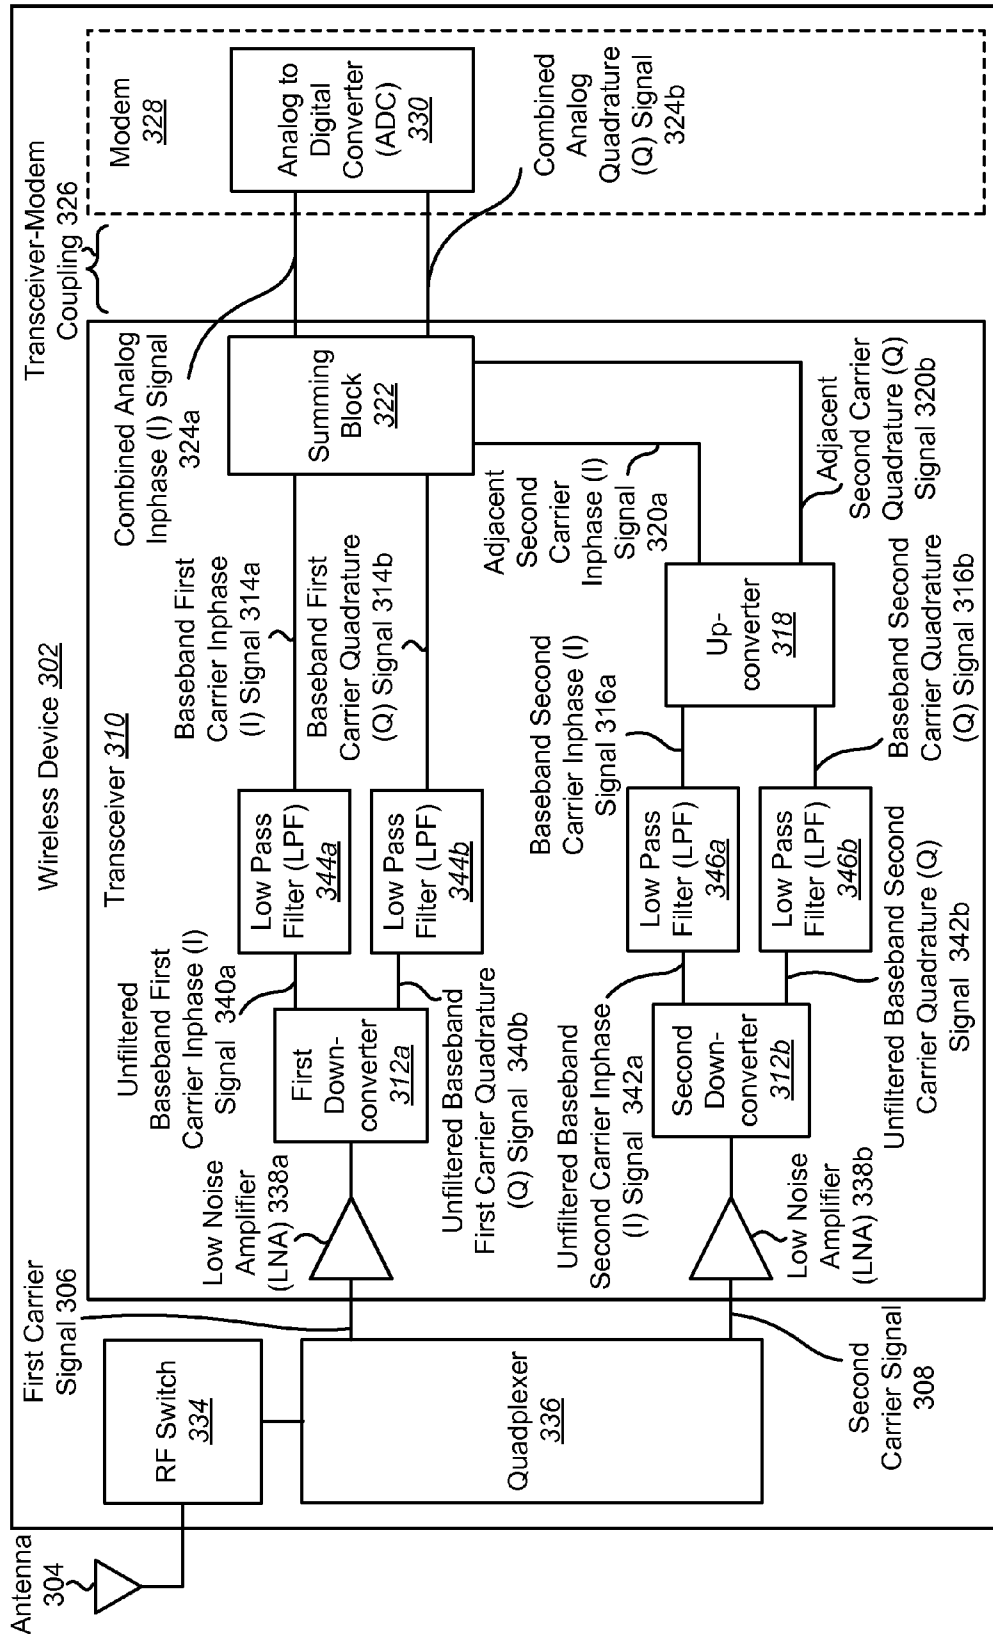 Wireless Device 302
Antenna
304
RF Switch
334
Quadplexer
336
First Carrier
Signal 306
Second
Carrier Signal
308
Transceiver 310
Low Noise
Amplifier
(LNA) 338a
First
Down-
converter
312a
Unfiltered
Baseband First
Carrier Inphase (I)
Signal 340a
Unfiltered Baseband
First Carrier Quadrature
(Q) Signal 340b
Low Pass
Filter (LPF)
344a
Low Pass
Filter (LPF)
344b
Baseband First
Carrier Inphase
(I) Signal 314a
Baseband First
Carrier Quadrature
(Q) Signal 314b
Summing
Block
322
Combined Analog
Inphase (I) Signal
324a
Transceiver-Modem
Coupling 326
Modem
328
Analog to
Digital
Converter
(ADC)
330
Combined
Analog
Quadrature
(Q) Signal
324b
Low Noise
Amplifier
(LNA) 338b
Second
Down-
converter
312b
Unfiltered Baseband
Second Carrier Inphase
(I) Signal 342a
Unfiltered Baseband Second
Carrier Quadrature (Q)
Signal 342b
Low Pass
Filter (LPF)
346a
Low Pass
Filter (LPF)
346b
Baseband Second
Carrier Inphase (I)
Signal 316a
Baseband Second
Carrier Quadrature
(Q) Signal 316b
Up-
converter
318
Adjacent
Second
Carrier
Inphase (I)
Signal
320a
Adjacent
Second Carrier
Quadrature (Q)
Signal 320b